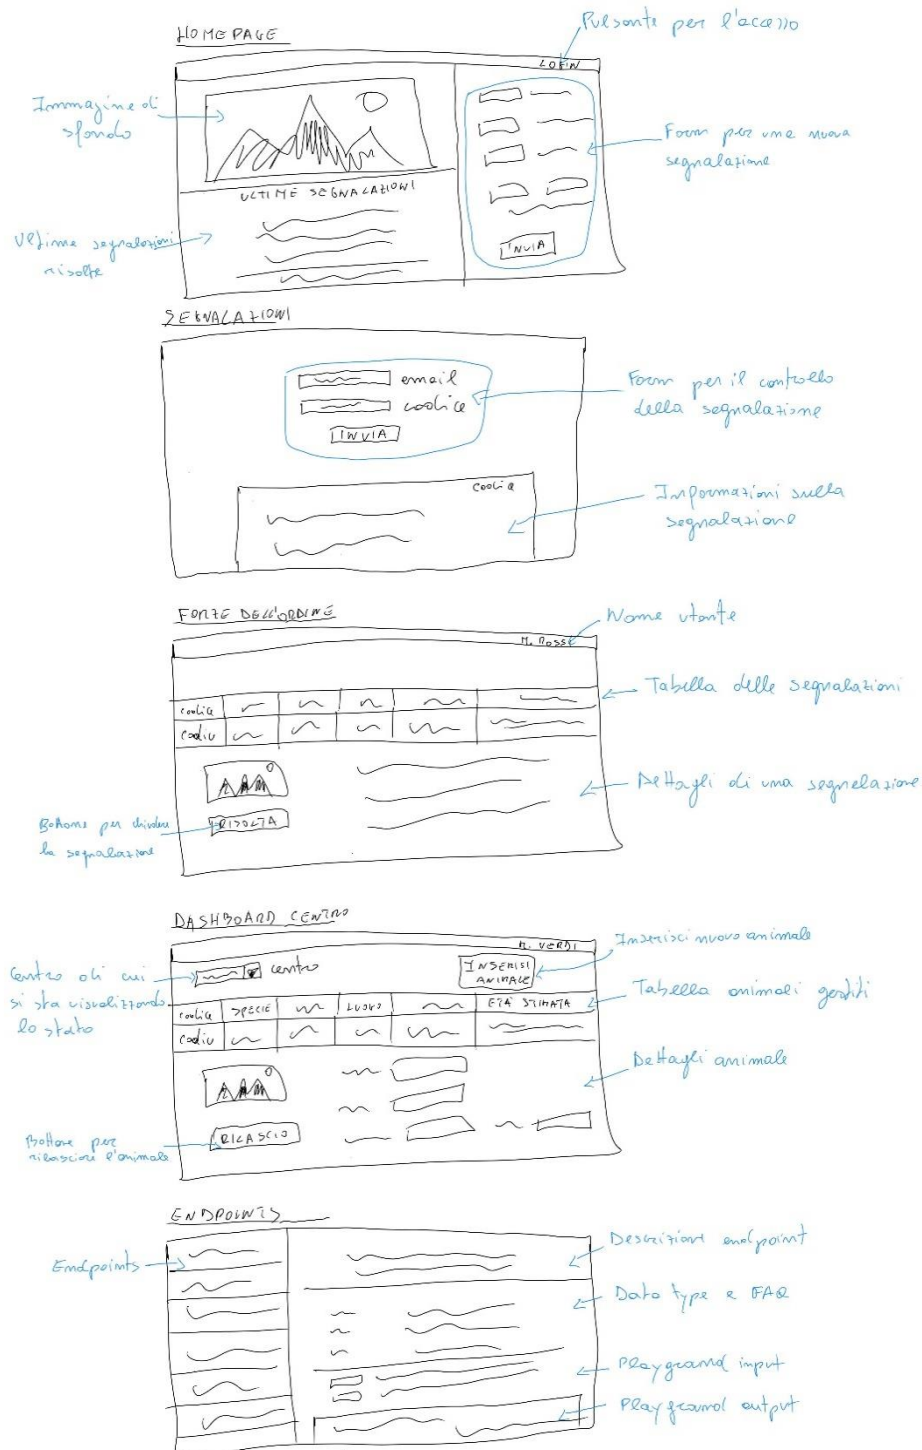 HOMEPAGE
Pulsante per l'accesso
LOGIN
Immagine di
sfondo
Form per una nuova
segnalazione
ULTIME SEGNALAZIONI
Ultime segnalazioni
risolte
INVIA
SEGNALAZIONI
email
codice
INVIA
Form per il controllo
della segnalazione
codice
Informazioni sulla
segnalazione
FORZE DELL'ORDINE
Nome utente
M. ROSSI
Tabella delle segnalazioni
codice
codice
Dettagli di una segnalazione
RISOLTA
Bottone per chiudere
la segnalazione
DASHBOARD CENTRO
M. VERDI
Inserisci nuovo animale
Centro di cui
si sta visualizzando
lo stato
centro
INSERISI
ANIMALE
Tabella animali gestiti
codice SPECIE LUOGO ETÀ STIMATA
codice
Dettagli animale
RILASCIO
Bottone per
rilasciare l'animale
ENDPOINTS
Endpoints
Descrizione endpoint
Data type e FAQ
Playground input
Playground output